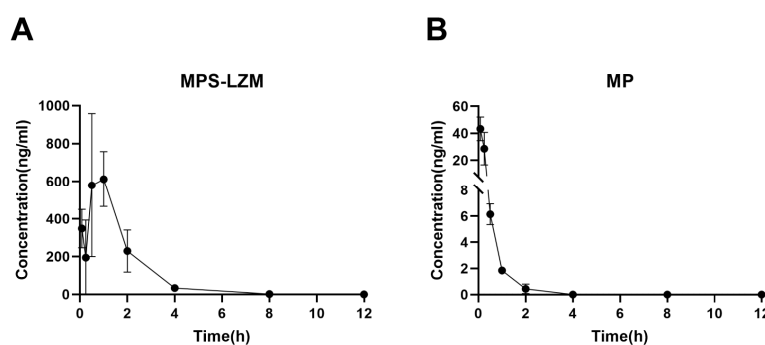 A
MPS-LZM
Concentration(ng/ml)
1000
800
600
400
200
0
0 2 4 6 8 10 12
Time(h)
B
MP
Concentration(ng/ml)
60
40
20
8
6
4
2
0
0 2 4 6 8 10 12
Time(h)